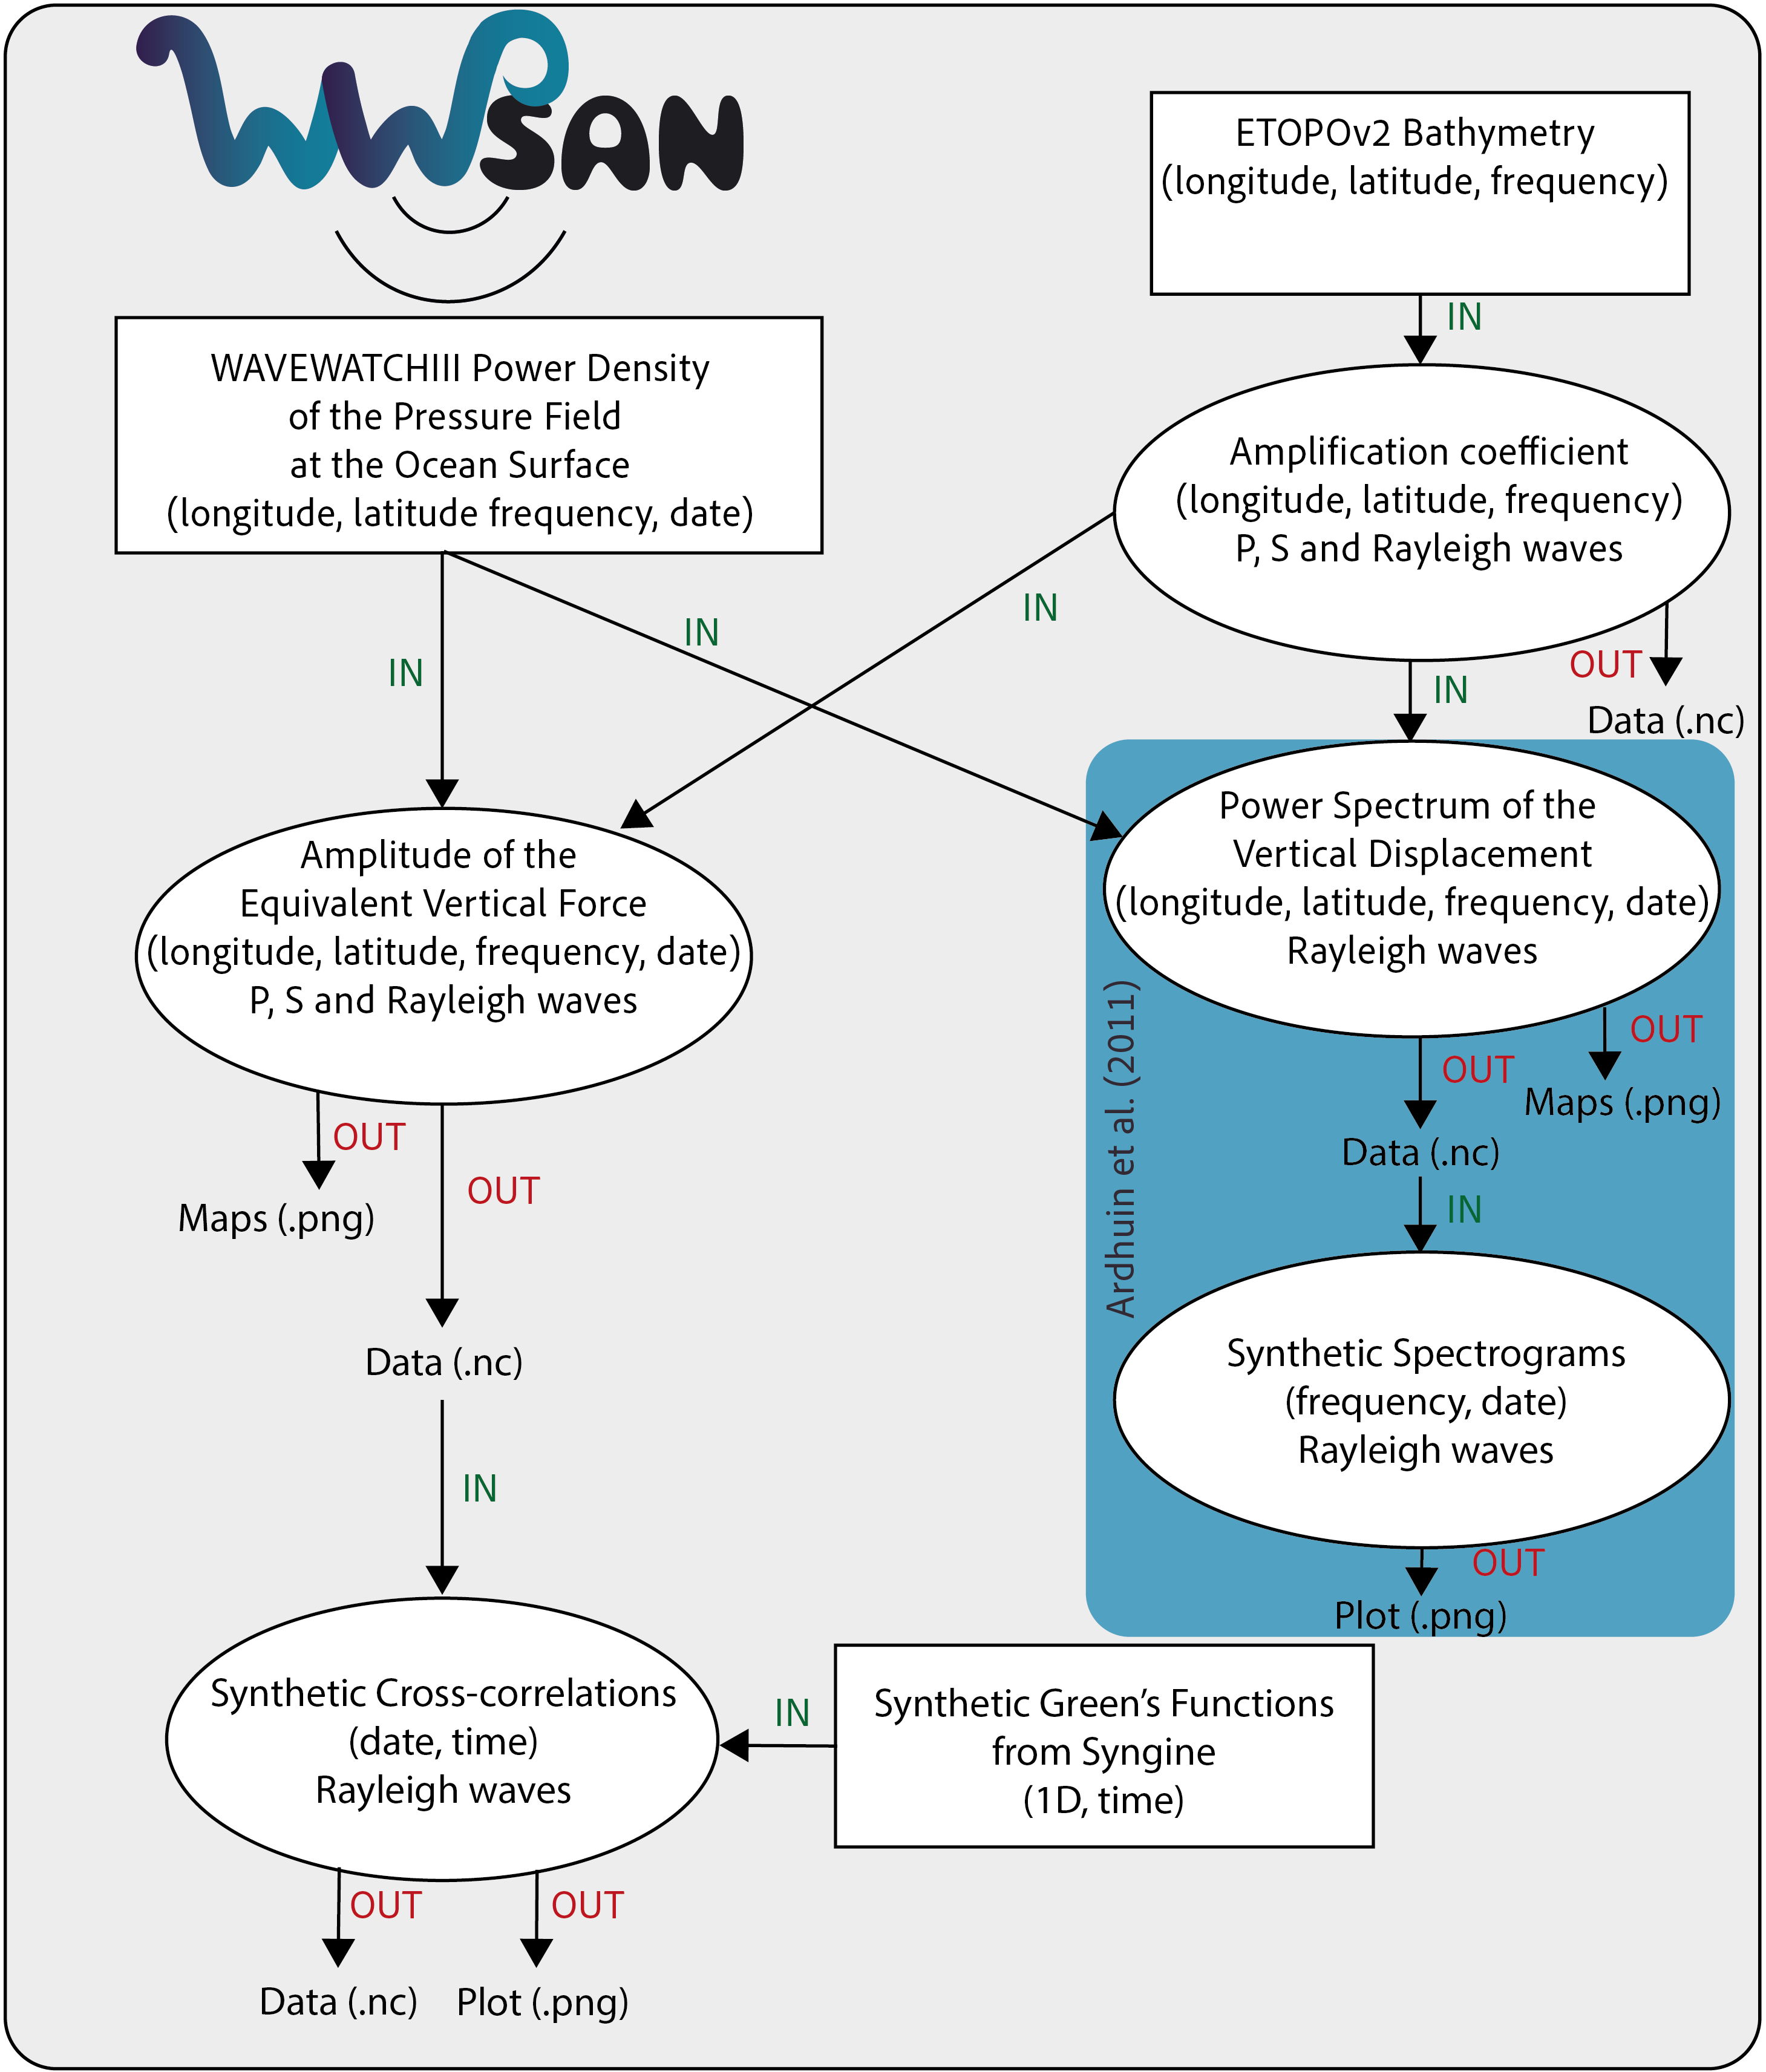 WWPSAN
ETOPOv2 Bathymetry
(longitude, latitude, frequency)
IN
WAVEWATCHIII Power Density
of the Pressure Field
at the Ocean Surface
(longitude, latitude frequency, date)
Amplification coefficient
(longitude, latitude, frequency)
P, S and Rayleigh waves
IN
IN
IN
IN
OUT
Data (.nc)
Amplitude of the
Equivalent Vertical Force
(longitude, latitude, frequency, date)
P, S and Rayleigh waves
Power Spectrum of the
Vertical Displacement
(longitude, latitude, frequency, date)
Rayleigh waves
Ardhuin et al. (2011)
OUT
Maps (.png)
OUT
Data (.nc)
IN
OUT
Maps (.png)
OUT
Data (.nc)
IN
Synthetic Spectrograms
(frequency, date)
Rayleigh waves
OUT
Plot (.png)
Synthetic Cross-correlations
(date, time)
Rayleigh waves
IN
Synthetic Green's Functions
from Syngine
(1D, time)
OUT
OUT
Data (.nc)
Plot (.png)